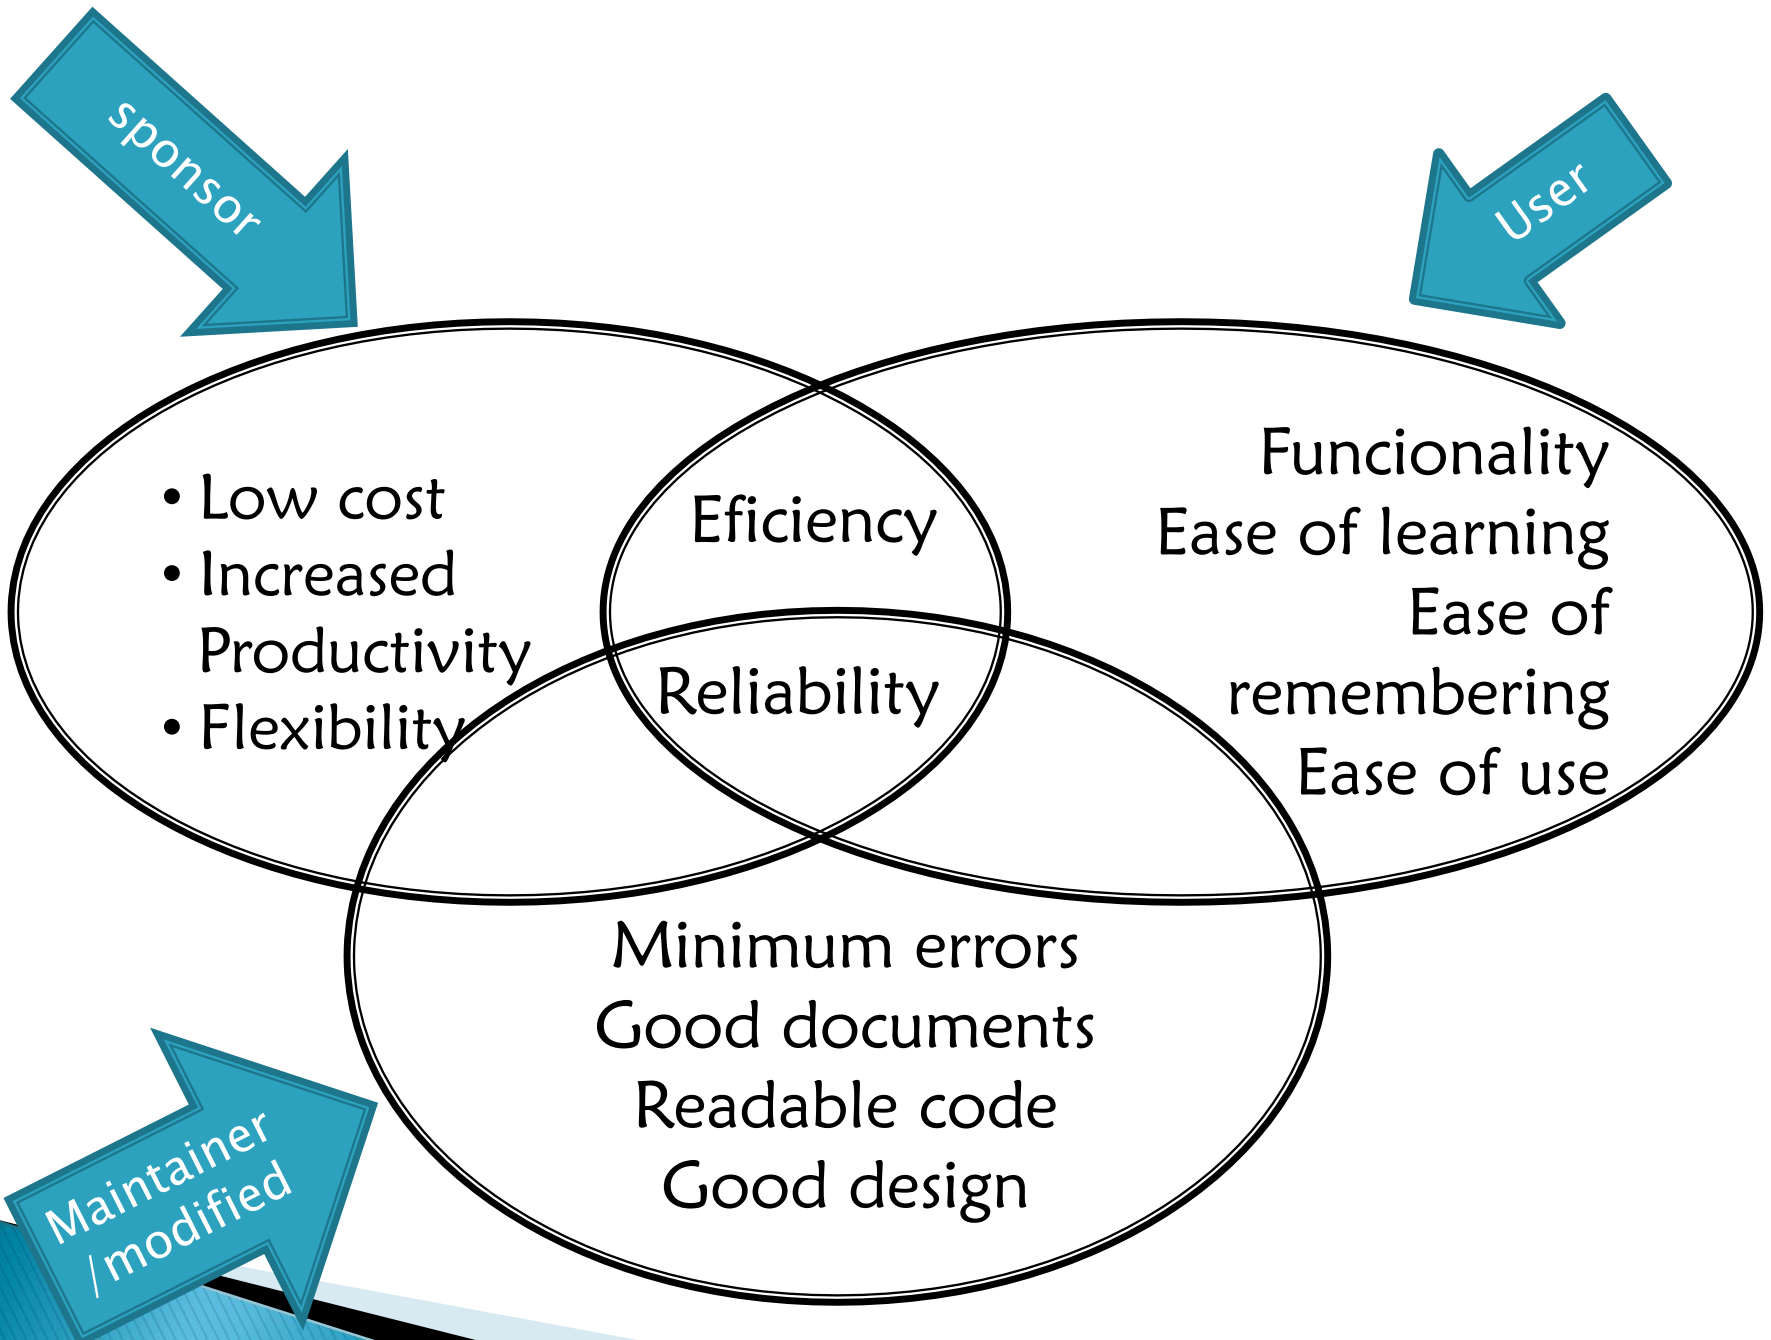 sponsor
User
• Low cost
• Increased
Productivity
• Flexibility
Eficiency
Reliability
Funcionality
Ease of learning
Ease of
remembering
Ease of use
Minimum errors
Good documents
Readable code
Good design
Maintainer
/modified